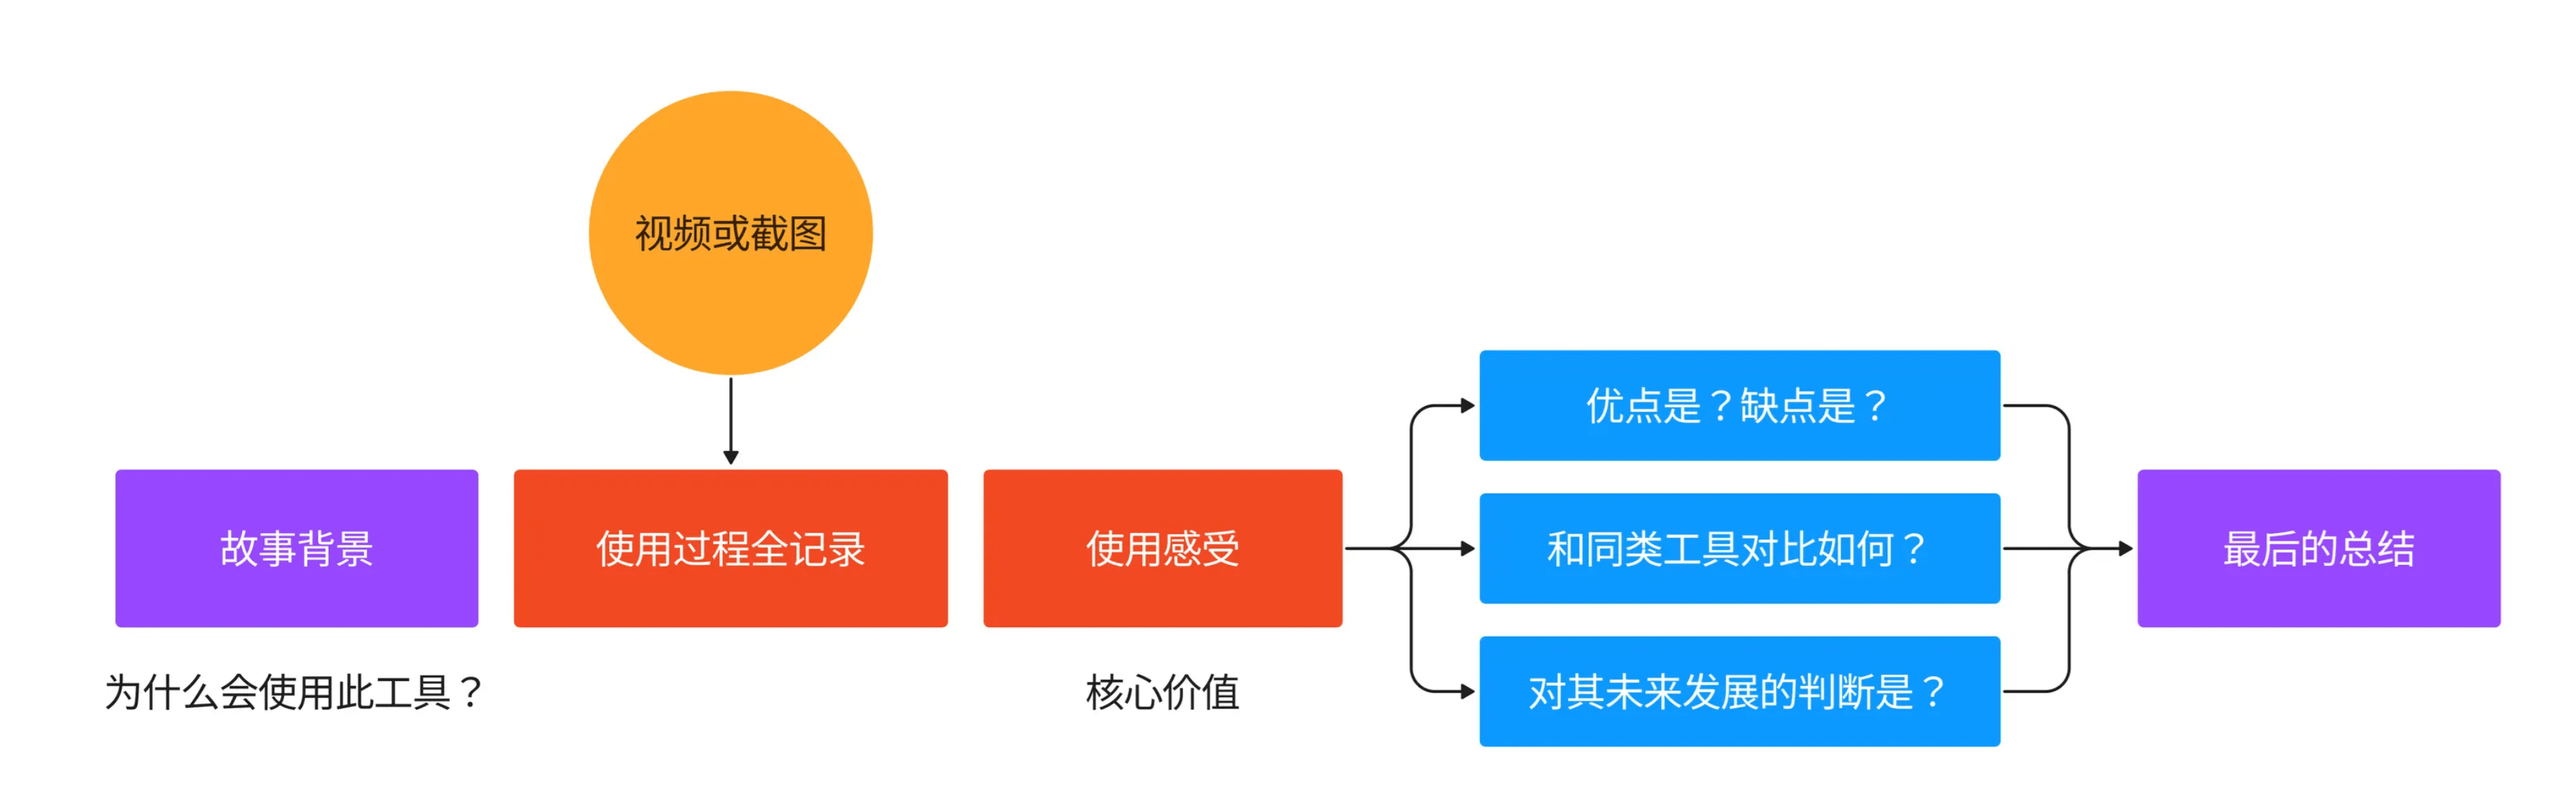 视频或截图
故事背景
为什么会使用此工具？
使用过程全记录
使用感受
核心价值
优点是？缺点是？
和同类工具对比如何？
对其未来发展的判断是？
最后的总结